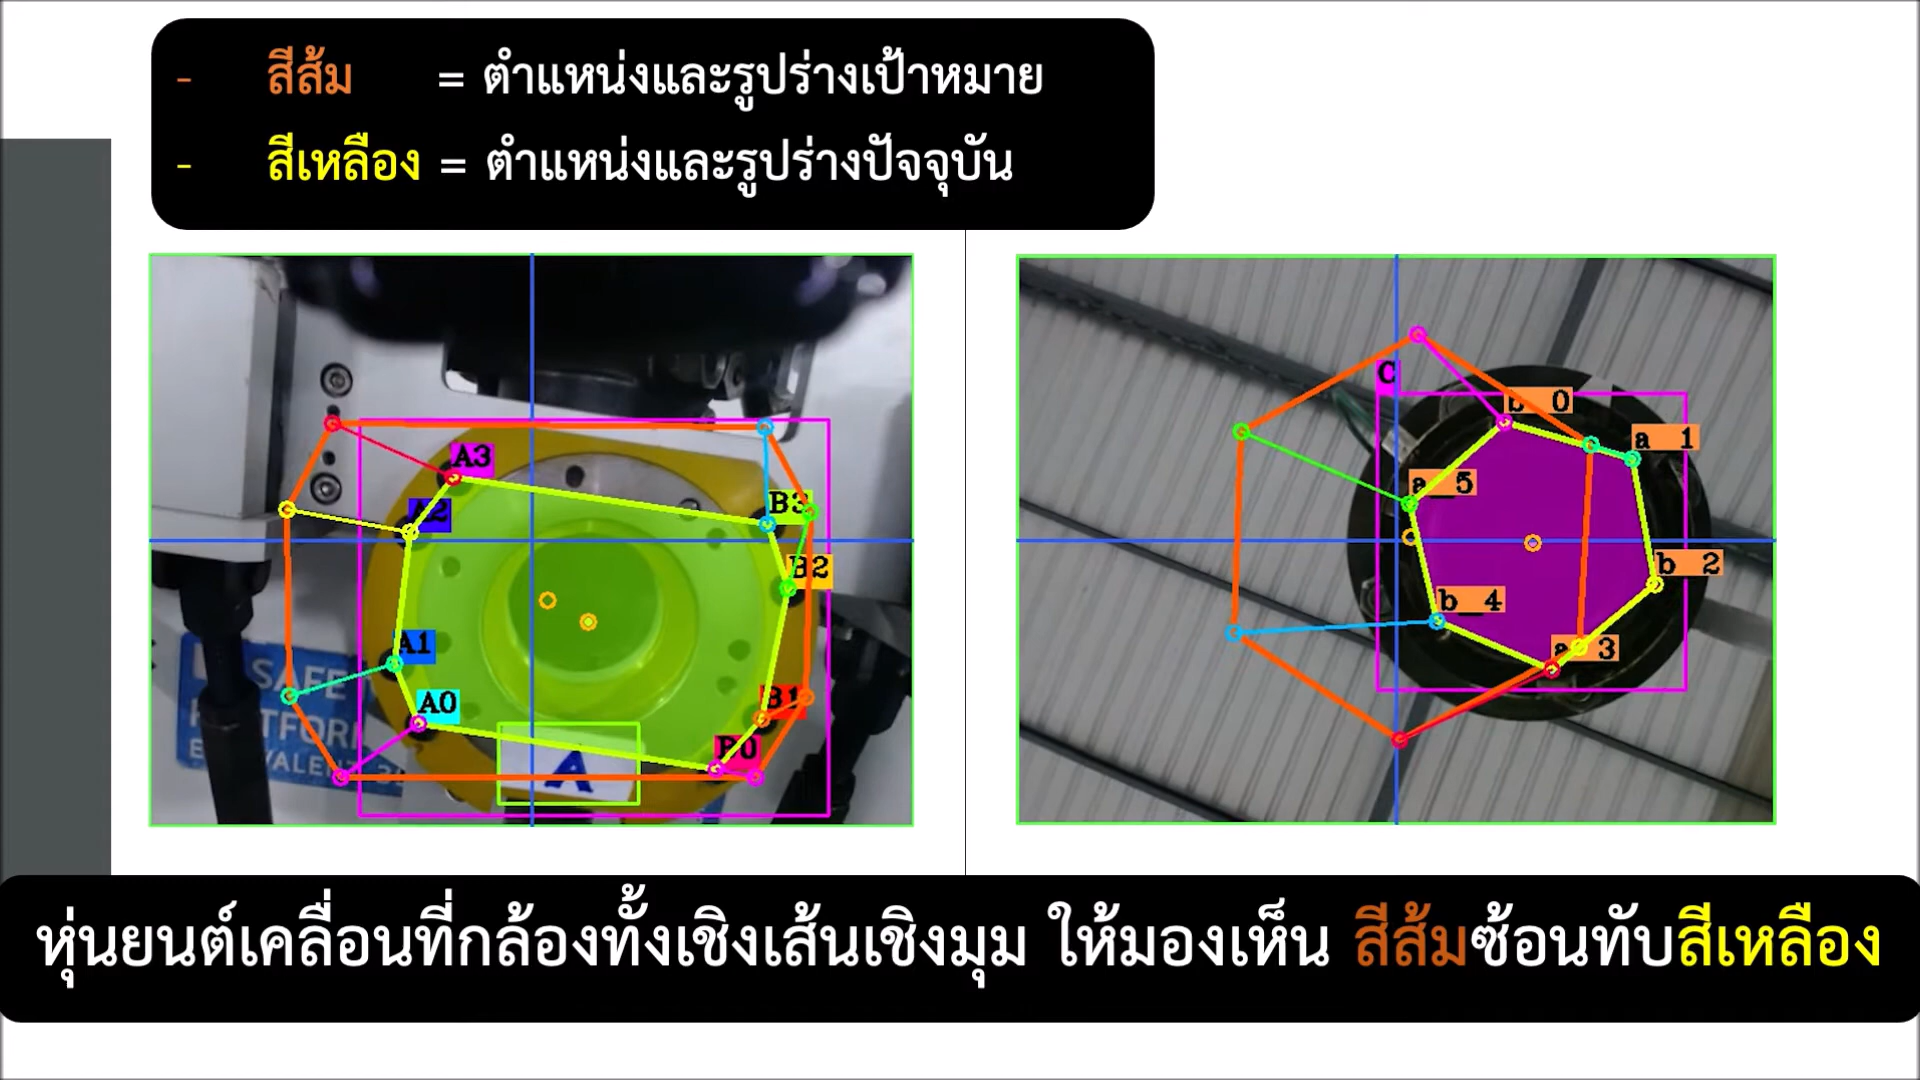 - สีส้ม = ตำแหน่งและรูปร่างเป้าหมาย
- สีเหลือง = ตำแหน่งและรูปร่างปัจจุบัน
A3
A2
A1
A0
B3
B2
B1
B0
A
SAFE
C
b 0
a 1
a 5
b 2
b 4
a 3
หุ่นยนต์เคลื่อนที่กล้องทั้งเชิงเส้นเชิงมุม ให้มองเห็น สีส้มซ้อนทับสีเหลือง